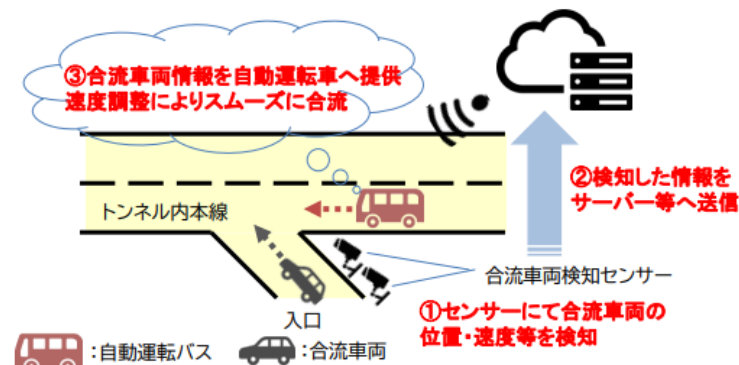 ③合流車両情報を自動運転車へ提供
速度調整によりスムーズに合流
②検知した情報を
サーバー等へ送信
トンネル内本線
合流車両検知センサー
①センサーにて合流車両の
位置・速度等を検知
入口
:自動運転バス
:合流車両